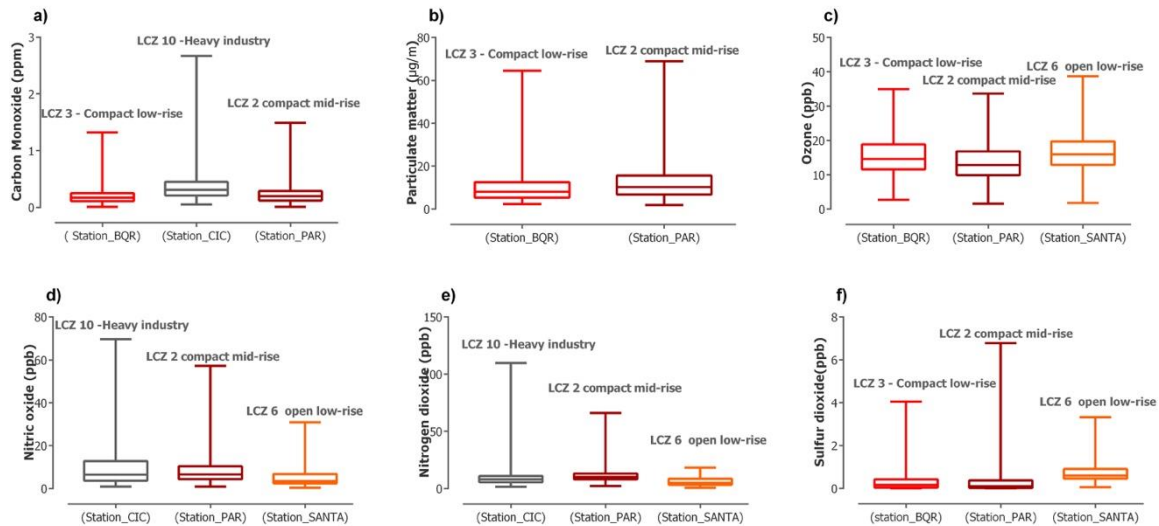 a)
Carbon Monoxide (ppm)
3
2
1
0
LCZ 3 - Compact low-rise
LCZ 10 -Heavy industry
LCZ 2 compact mid-rise
( Station_BQR)
(Station_CIC)
(Station_PAR)
b)
Particulate matter (µg/m)
80
60
40
20
0
LCZ 3 - Compact low-rise
LCZ 2 compact mid-rise
(Station_BQR)
(Station_PAR)
c)
Ozone (ppb)
50
40
30
20
10
0
LCZ 3 - Compact low-rise
LCZ 2 compact mid-rise
LCZ 6 open low-rise
(Station_BQR)
(Station_PAR)
(Station_SANTA)
d)
Nitric oxide (ppb)
80
60
40
20
0
LCZ 10 -Heavy industry
LCZ 2 compact mid-rise
LCZ 6 open low-rise
(Station_CIC)
(Station_PAR)
(Station_SANTA)
e)
Nitrogen dioxide (ppb)
150
100
50
0
LCZ 10 -Heavy industry
LCZ 2 compact mid-rise
LCZ 6 open low-rise
(Station_CIC)
(Station_PAR)
(Station_SANTA)
f)
Sulfur dioxide(ppb)
8
6
4
2
0
LCZ 3 - Compact low-rise
LCZ 2 compact mid-rise
LCZ 6 open low-rise
(Station_BQR)
(Station_PAR)
(Station_SANTA)